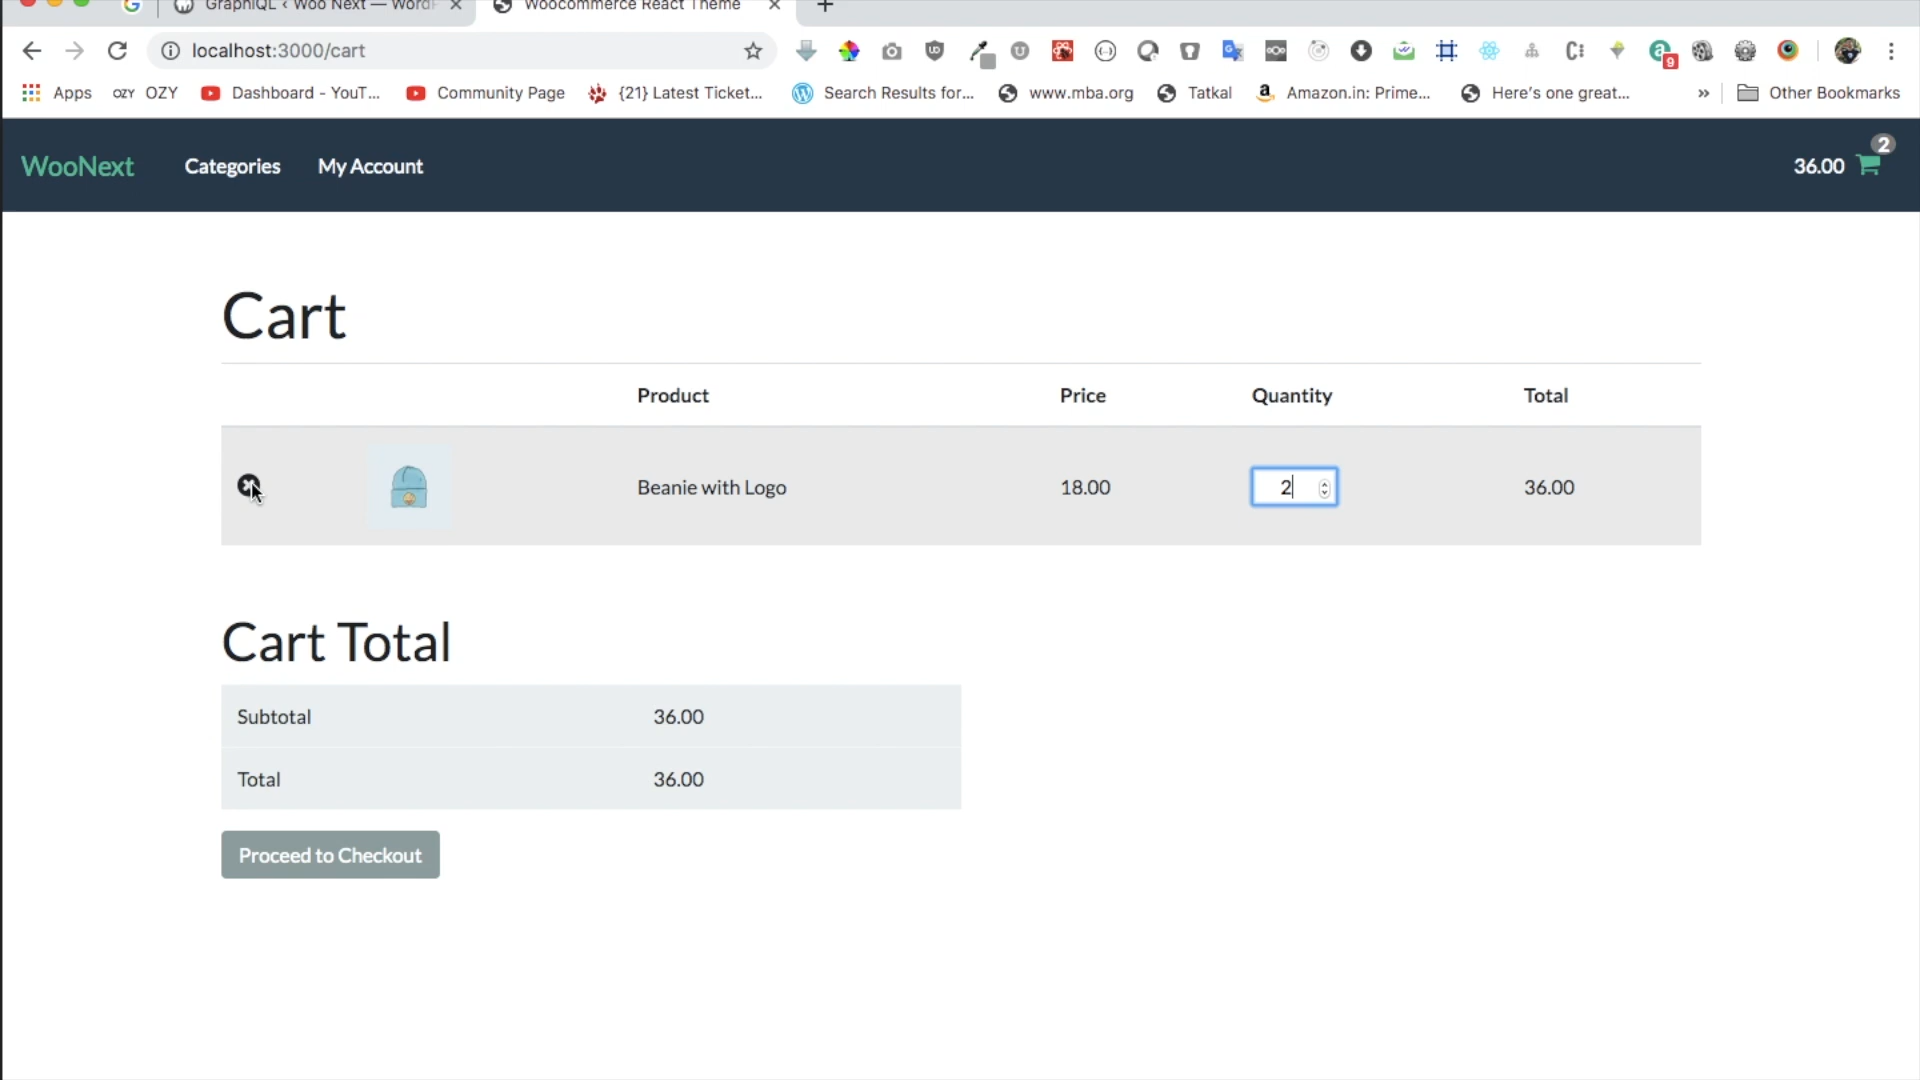 GraphiQL ‹ Woo Next — WordP
Woocommerce React Theme
localhost:3000/cart
9
Apps
OZY OZY
Dashboard - YouT...
Community Page
{21} Latest Ticket...
Search Results for...
www.mba.org
Tatkal
Amazon.in: Prime...
Here's one great...
»
Other Bookmarks
WooNext
Categories
My Account
36.00
2
Cart
Product Price Quantity Total
Beanie with Logo 18.00 2 36.00
Cart Total
Subtotal 36.00
Total 36.00
Proceed to Checkout